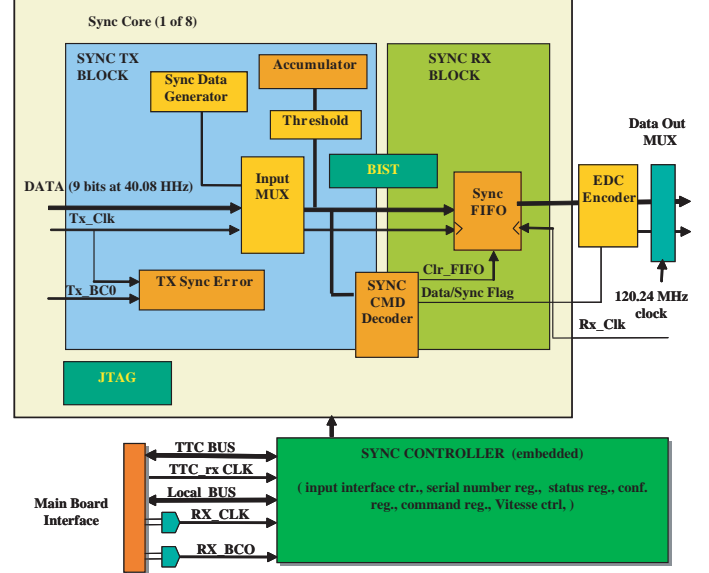 Sync Core (1 of 8)
SYNC TX
BLOCK
Accumulator
SYNC RX
BLOCK
Sync Data
Generator
Threshold
Data Out
MUX
BIST
DATA (9 bits at 40.08 HHz)
Input
MUX
Sync
FIFO
EDC
Encoder
Tx_Clk
Clr_FIFO
TX Sync Error
Tx_BC0
SYNC
CMD
Decoder
Data/Sync Flag
120.24 MHz
clock
Rx_Clk
JTAG
TTC BUS
SYNC CONTROLLER (embedded)
TTC_rx CLK
( input interface ctr., serial number reg., status reg., conf.
reg., command reg., Vitesse ctrl, )
Local BUS
Main Board
Interface
RX_CLK
RX_BCO